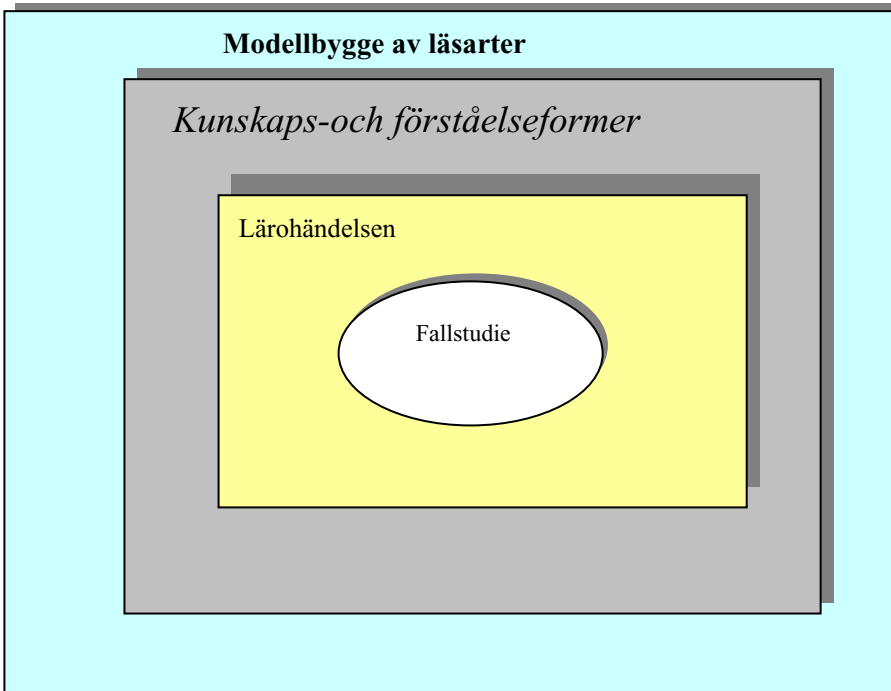 Modellbygge av läsarter
Kunskaps-och förståelseformer
Lärohändelsen
Fallstudie